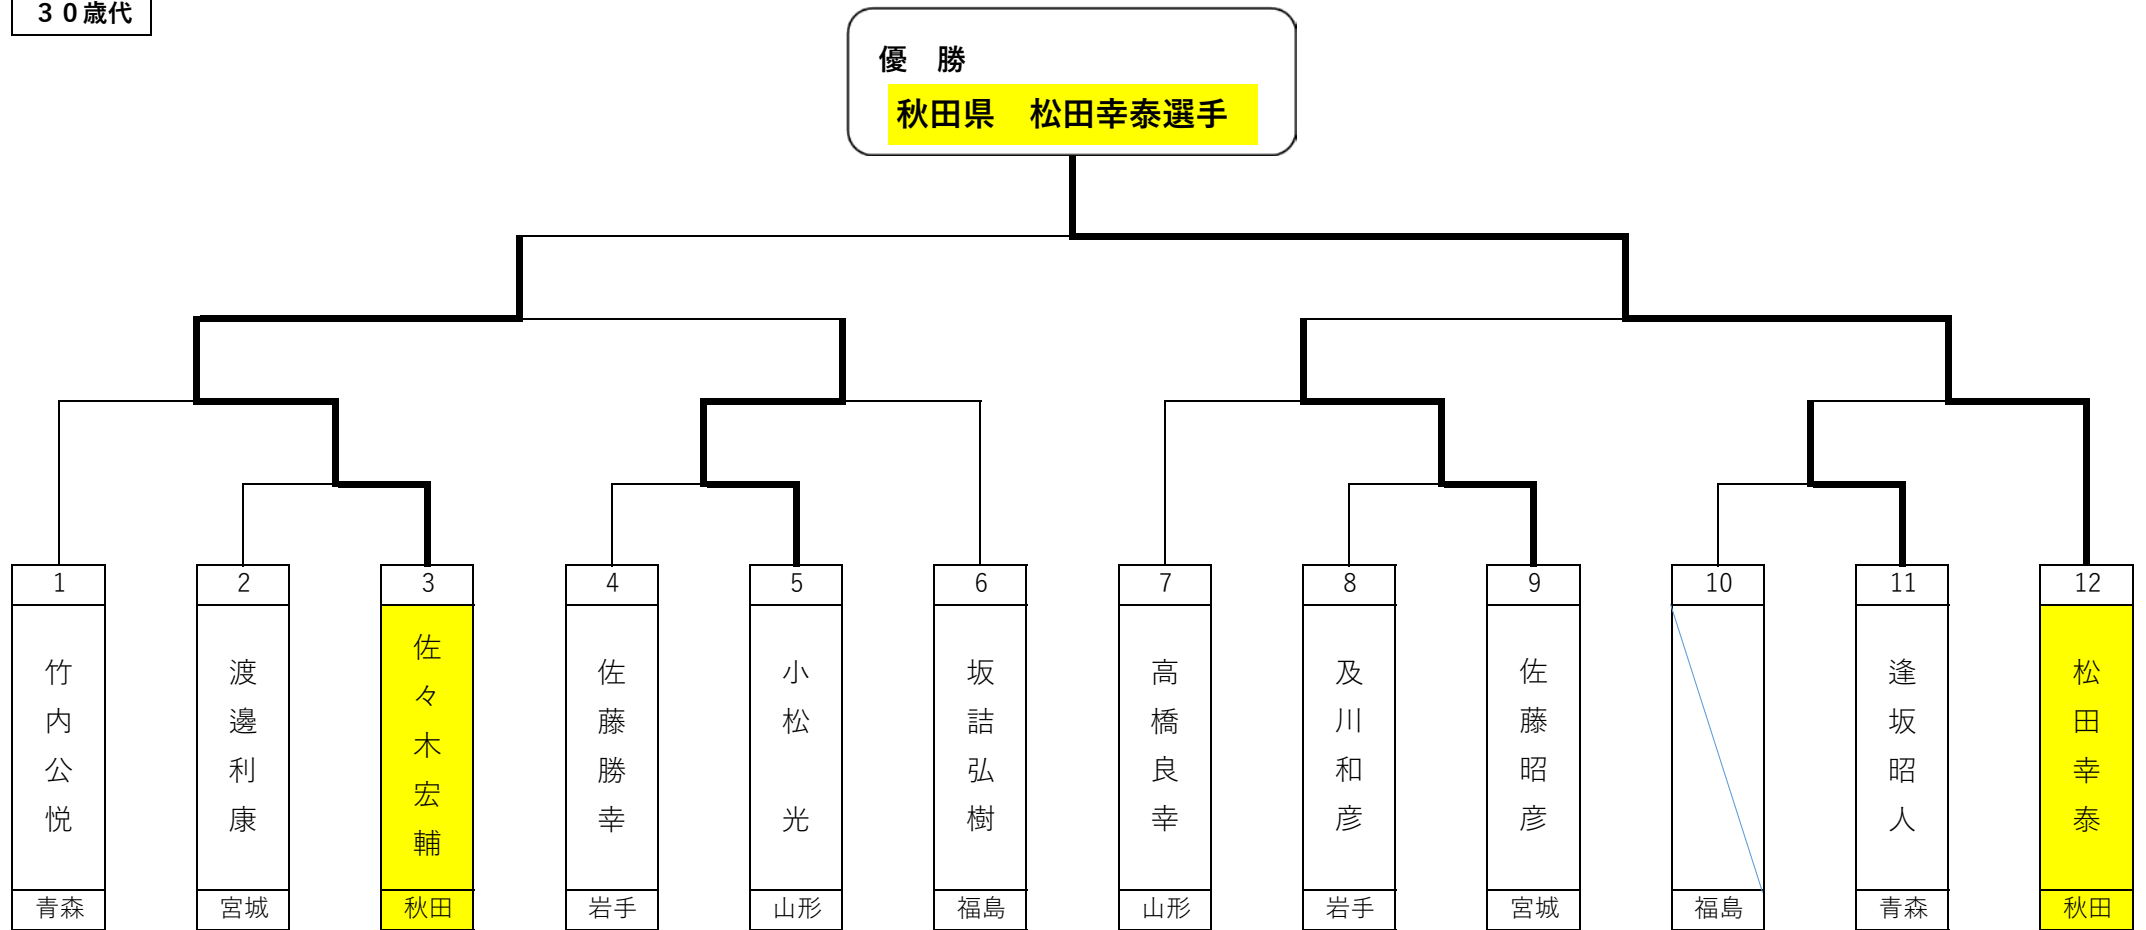 ３０歳代
優　勝
秋田県　松田幸泰選手
1
竹内公悦
青森
2
渡邊利康
宮城
3
佐々木宏輔
秋田
4
佐藤勝幸
岩手
5
小松　光
山形
6
坂詰弘樹
福島
7
高橋良幸
山形
8
及川和彦
岩手
9
佐藤昭彦
宮城
10
福島
11
逢坂昭人
青森
12
松田幸泰
秋田